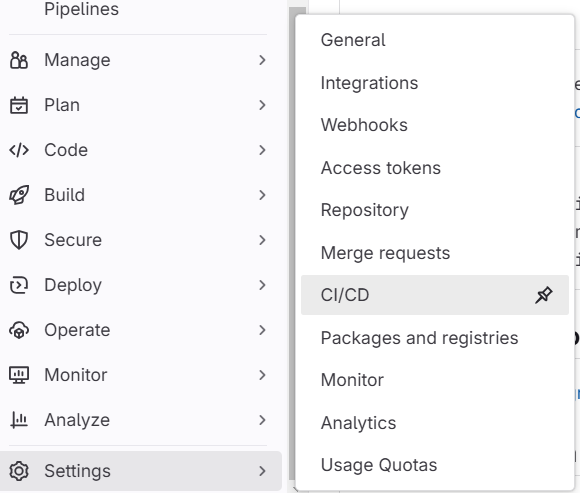 Pipelines
Manage
Plan
Code
Build
Secure
Deploy
Operate
Monitor
Analyze
Settings
General
Integrations
Webhooks
Access tokens
Repository
Merge requests
CI/CD
Packages and registries
Monitor
Analytics
Usage Quotas